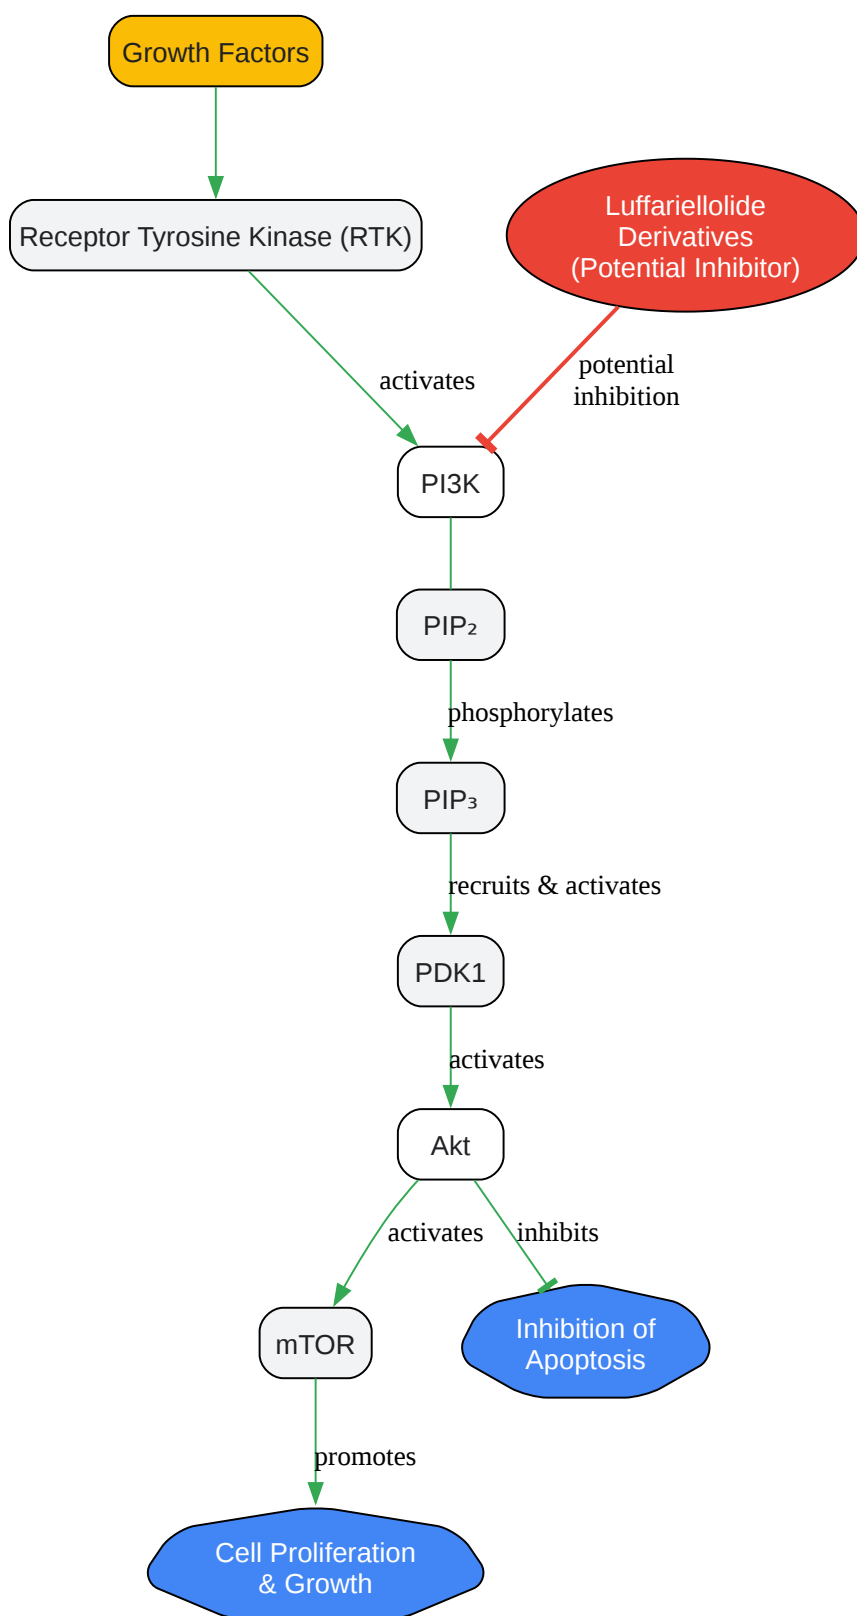 Growth Factors
Receptor Tyrosine Kinase (RTK)
Luffariellolide
Derivatives
(Potential Inhibitor)
activates
potential
inhibition
PI3K
PIP₂
phosphorylates
PIP₃
recruits & activates
PDK1
activates
Akt
activates
inhibits
mTOR
Inhibition of
Apoptosis
promotes
Cell Proliferation
& Growth